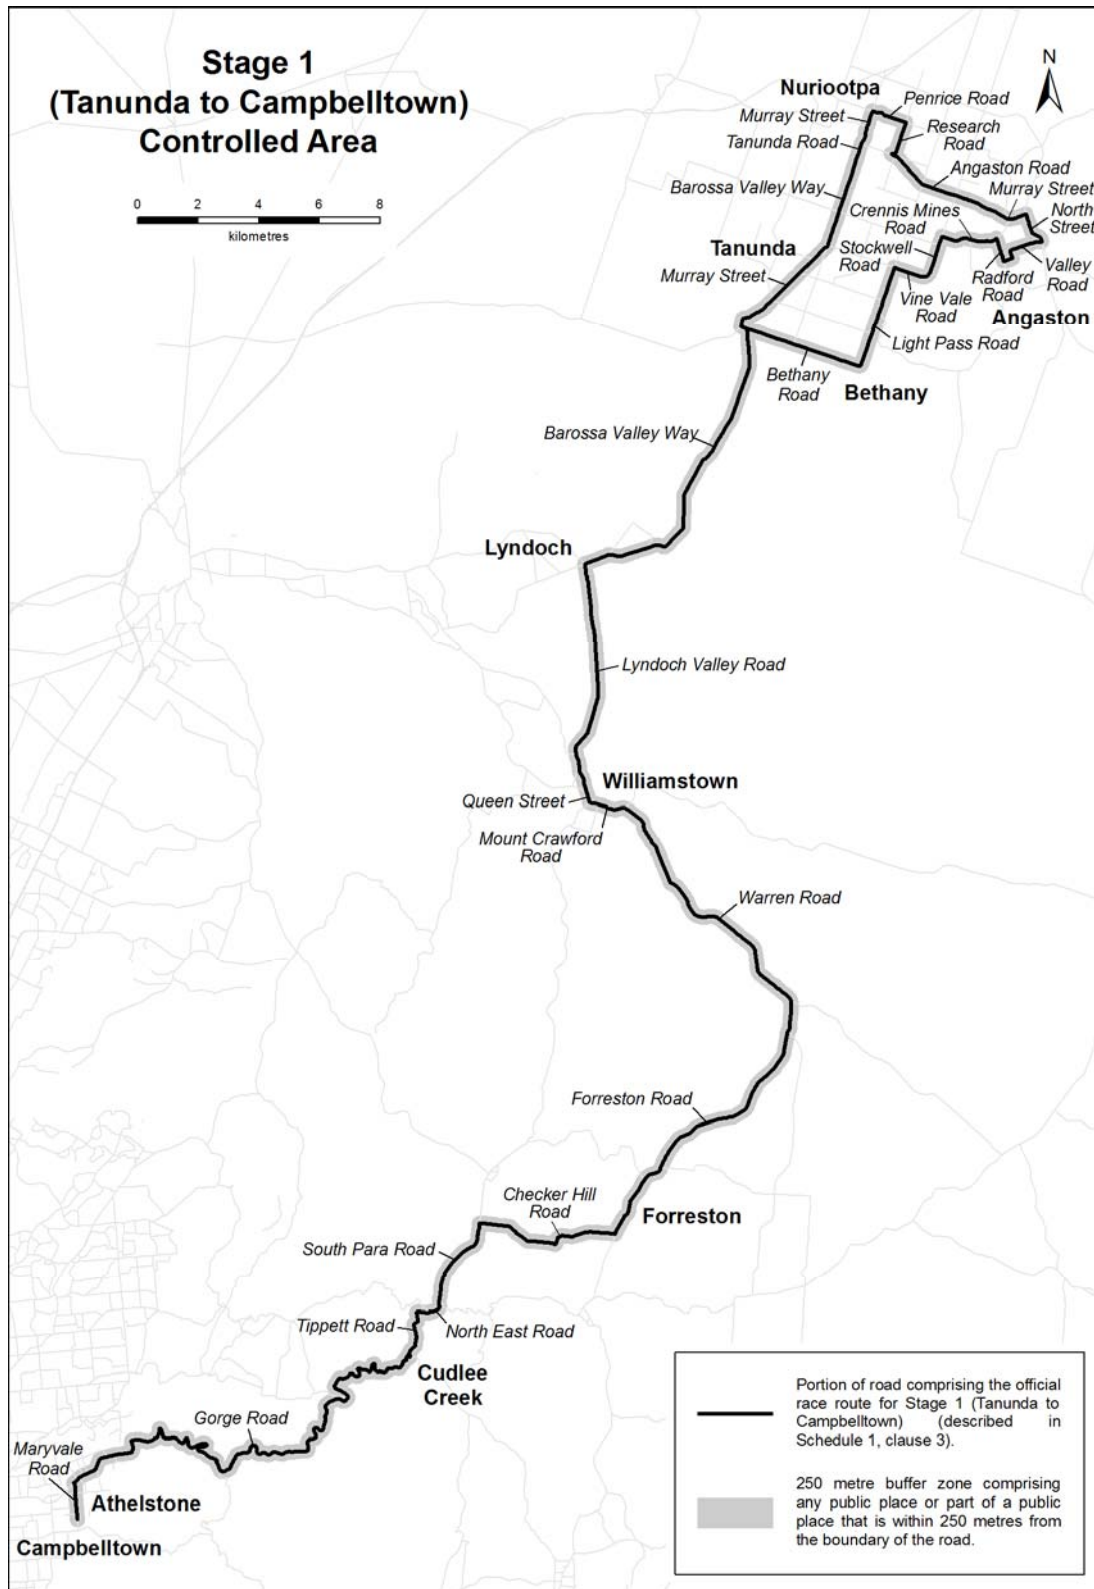 Stage 1
(Tanunda to Campbelltown)
Controlled Area
N
0 2 4 6 8
kilometres
Nuriootpa
Penrice Road
Murray Street
Research
Road
Tanunda Road
Angaston Road
Barossa Valley Way
Murray Street
Crennis Mines
Road
North
Street
Tanunda
Stockwell
Road
Murray Street
Radford
Road
Valley
Road
Vine Vale
Road
Angaston
Light Pass Road
Bethany
Road
Bethany
Barossa Valley Way
Lyndoch
Lyndoch Valley Road
Williamstown
Queen Street
Mount Crawford
Road
Warren Road
Forreston Road
Checker Hill
Road
Forreston
South Para Road
Tippett Road
North East Road
Cudlee
Creek
Gorge Road
Maryvale
Road
Athelstone
Campbelltown
Portion of road comprising the official
race route for Stage 1 (Tanunda to
Campbelltown) (described in
Schedule 1, clause 3).
250 metre buffer zone comprising
any public place or part of a public
place that is within 250 metres from
the boundary of the road.